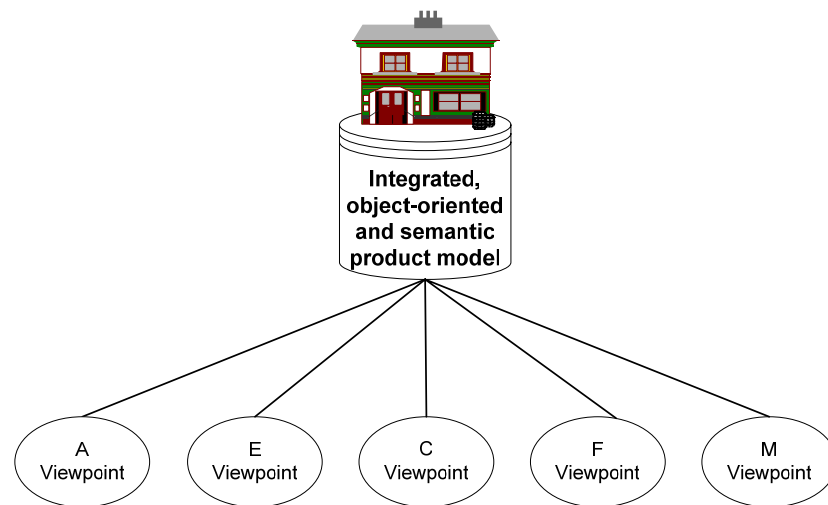 Integrated,
object-oriented
and semantic
product model
A
Viewpoint
E
Viewpoint
C
Viewpoint
F
Viewpoint
M
Viewpoint